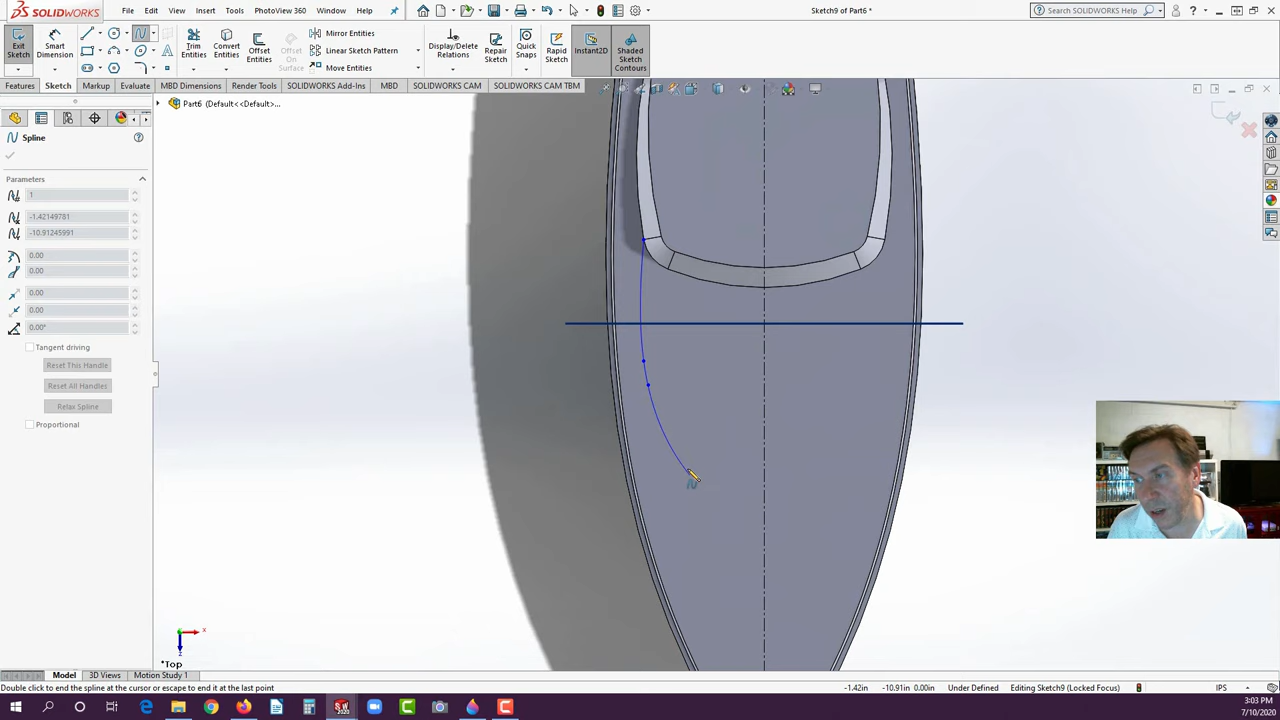 SOLIDWORKS
File Edit View Insert Tools PhotoView 360 Window Help
Sketch9 of Part6 *
Search SOLIDWORKS Help
Exit Sketch
Smart Dimension
Trim Entities
Convert Entities
Offset Entities
Offset On Surface
Mirror Entities
Linear Sketch Pattern
Move Entities
Display/Delete Relations
Repair Sketch
Quick Snaps
Rapid Sketch
Instant2D
Shaded Sketch Contours
Features Sketch Markup Evaluate MBD Dimensions Render Tools SOLIDWORKS Add-Ins MBD SOLIDWORKS CAM SOLIDWORKS CAM TBM
Part6 (Default<<Default>...
Spline
Parameters
1
-1.42149781
-10.91245991
0.00
0.00
0.00
0.00
0.00°
Tangent driving
Reset This Handle
Reset All Handles
Relax Spline
Proportional
x
z
*Top
Model 3D Views Motion Study 1
Double click to end the spline at the cursor or escape to end it at the last point
-1.42in -10.91in 0.00in Under Defined Editing Sketch9 (Locked Focus) IPS
3:03 PM
7/10/2020